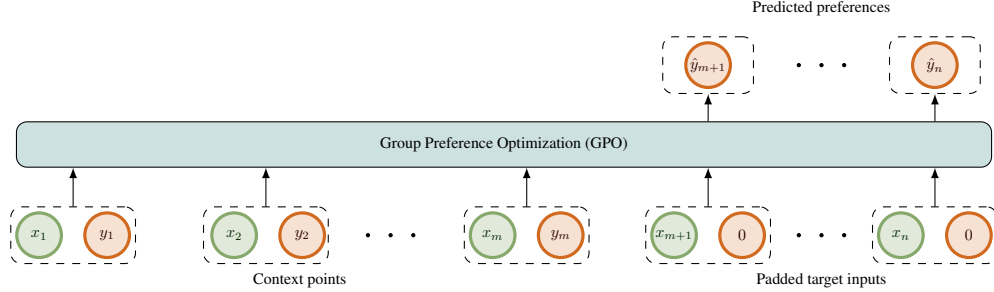 Predicted preferences
ŷₘ₊₁ · · · ŷₙ
Group Preference Optimization (GPO)
x₁ y₁ x₂ y₂ · · · xₘ yₘ xₘ₊₁ 0 · · · xₙ 0
Context points Padded target inputs